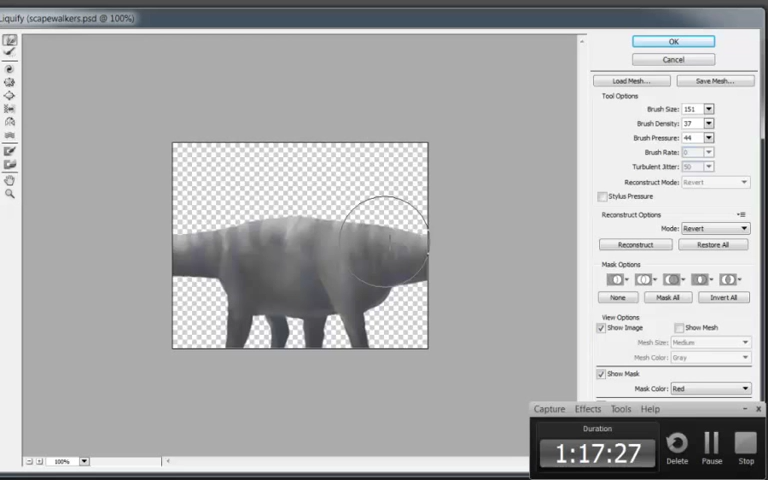 Liquify (scapewalkers.psd @ 100%)
OK
Cancel
Load Mesh...
Save Mesh...
Tool Options
Brush Size: 151
Brush Density: 37
Brush Pressure: 44
Brush Rate: 0
Turbulent Jitter: 50
Reconstruct Mode: Revert
Stylus Pressure
Reconstruct Options
Mode: Revert
Reconstruct
Restore All
Mask Options
None
Mask All
Invert All
View Options
Show Image
Show Mesh
Mesh Size: Medium
Mesh Color: Gray
Show Mask
Mask Color: Red
Capture Effects Tools Help
Duration
1:17:27
Delete
Pause
Stop
100%